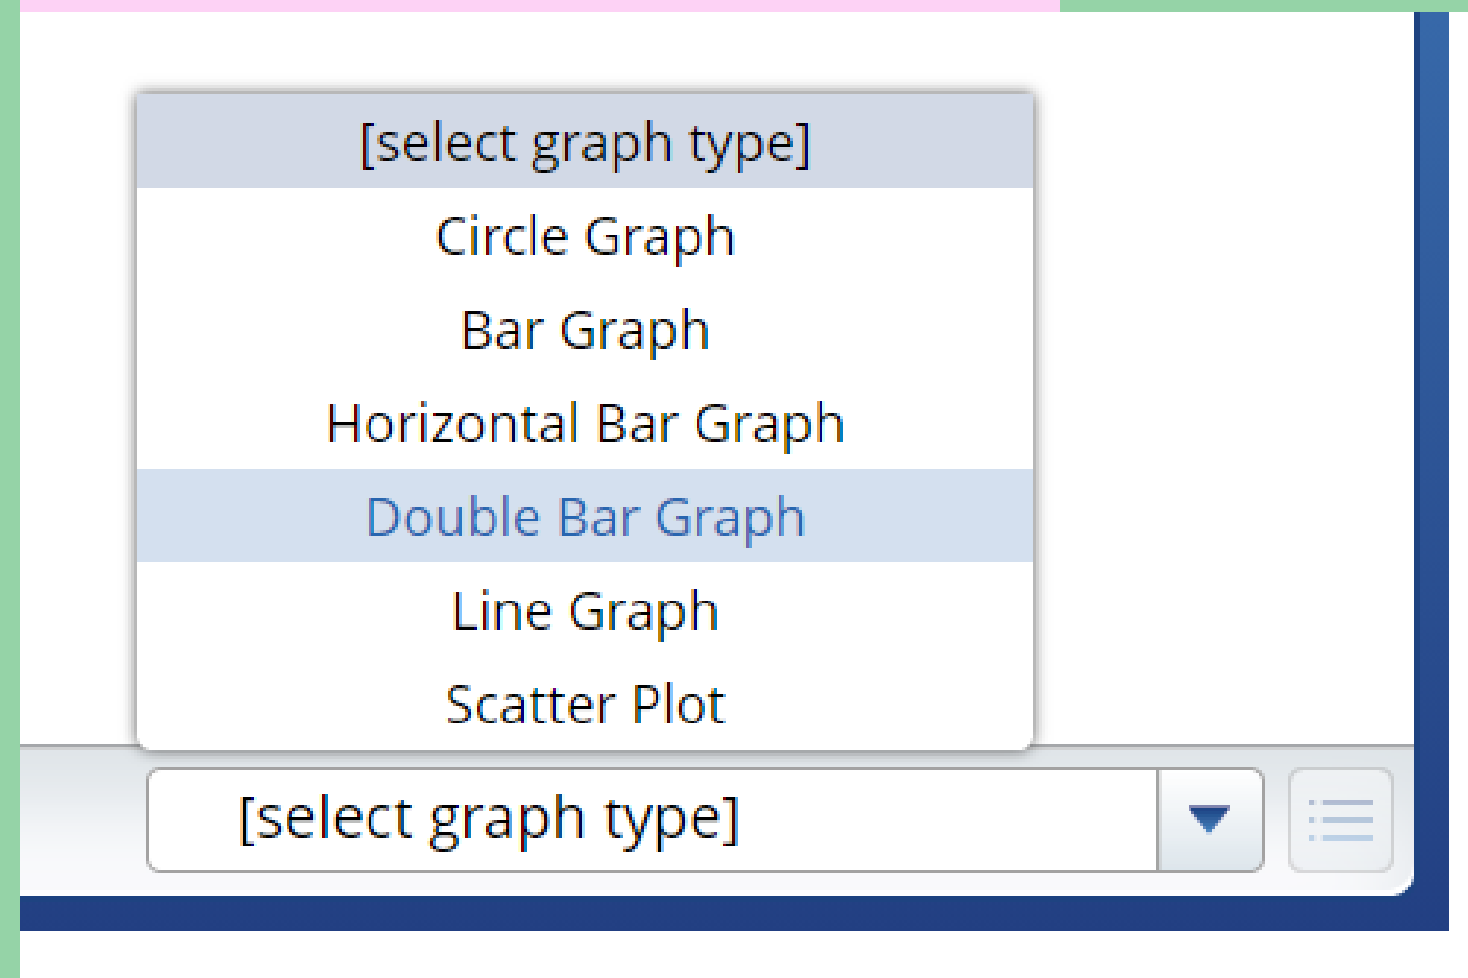 [select graph type]
Circle Graph
Bar Graph
Horizontal Bar Graph
Double Bar Graph
Line Graph
Scatter Plot
[select graph type]